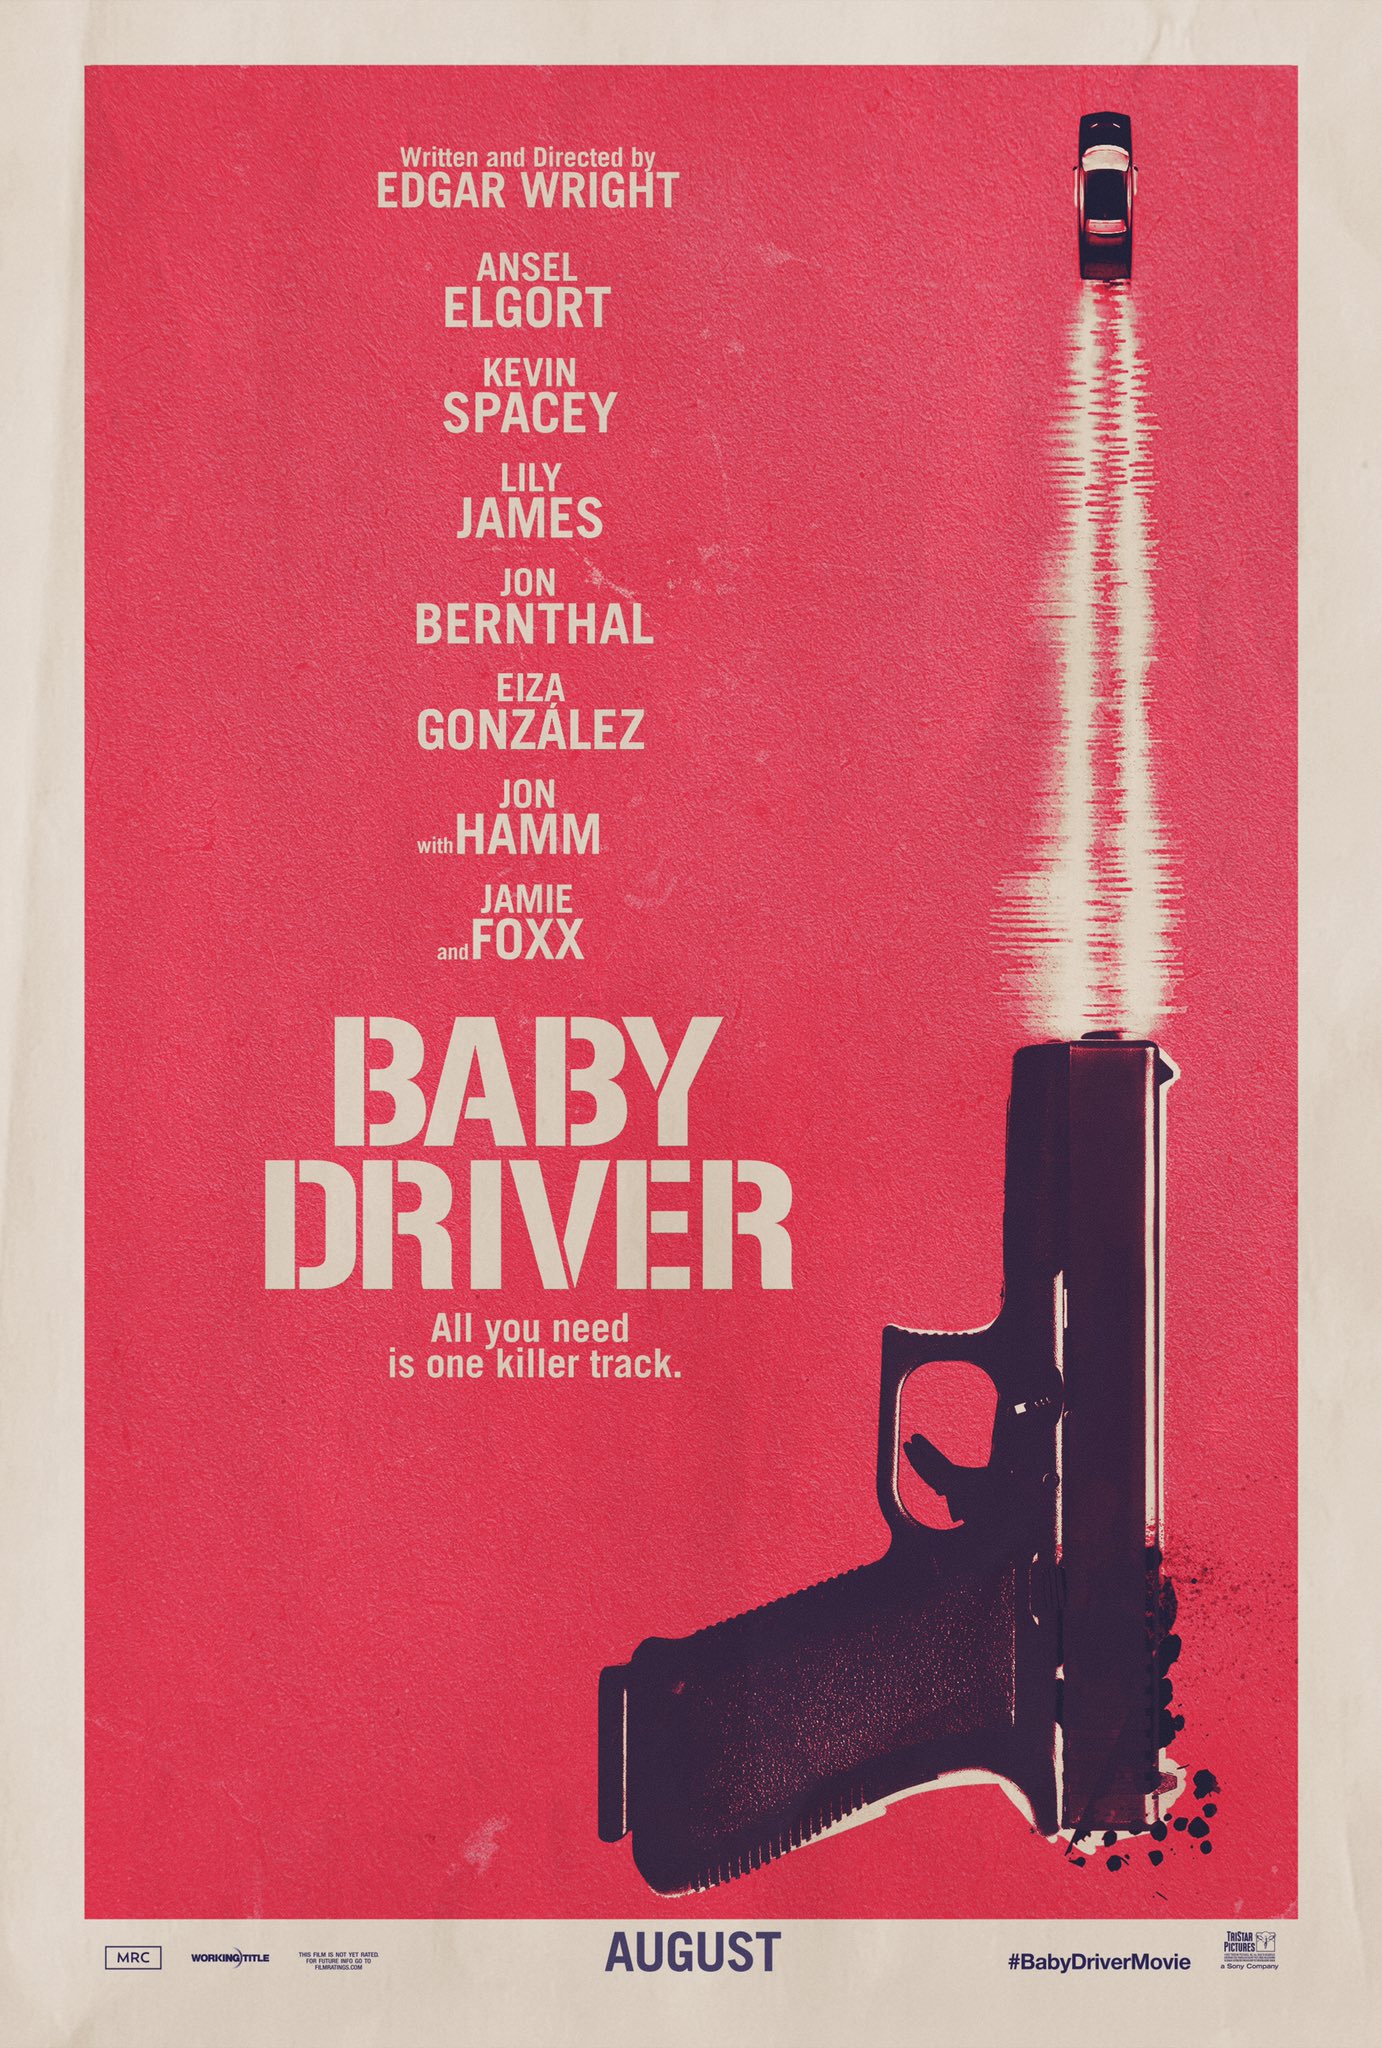 Written and Directed by
EDGAR WRIGHT
ANSEL
ELGORT
KEVIN
SPACEY
LILY
JAMES
JON
BERNTHAL
EIZA
GONZÁLEZ
JON
with HAMM
JAMIE
and FOXX
BABY
DRIVER
All you need
is one killer track.
MRC
WORKING TITLE
THIS FILM IS NOT YET RATED.
FOR FUTURE INFO GO TO
FILMRATINGS.COM
AUGUST
#BabyDriverMovie
TRISTAR
PICTURES
a Sony Company